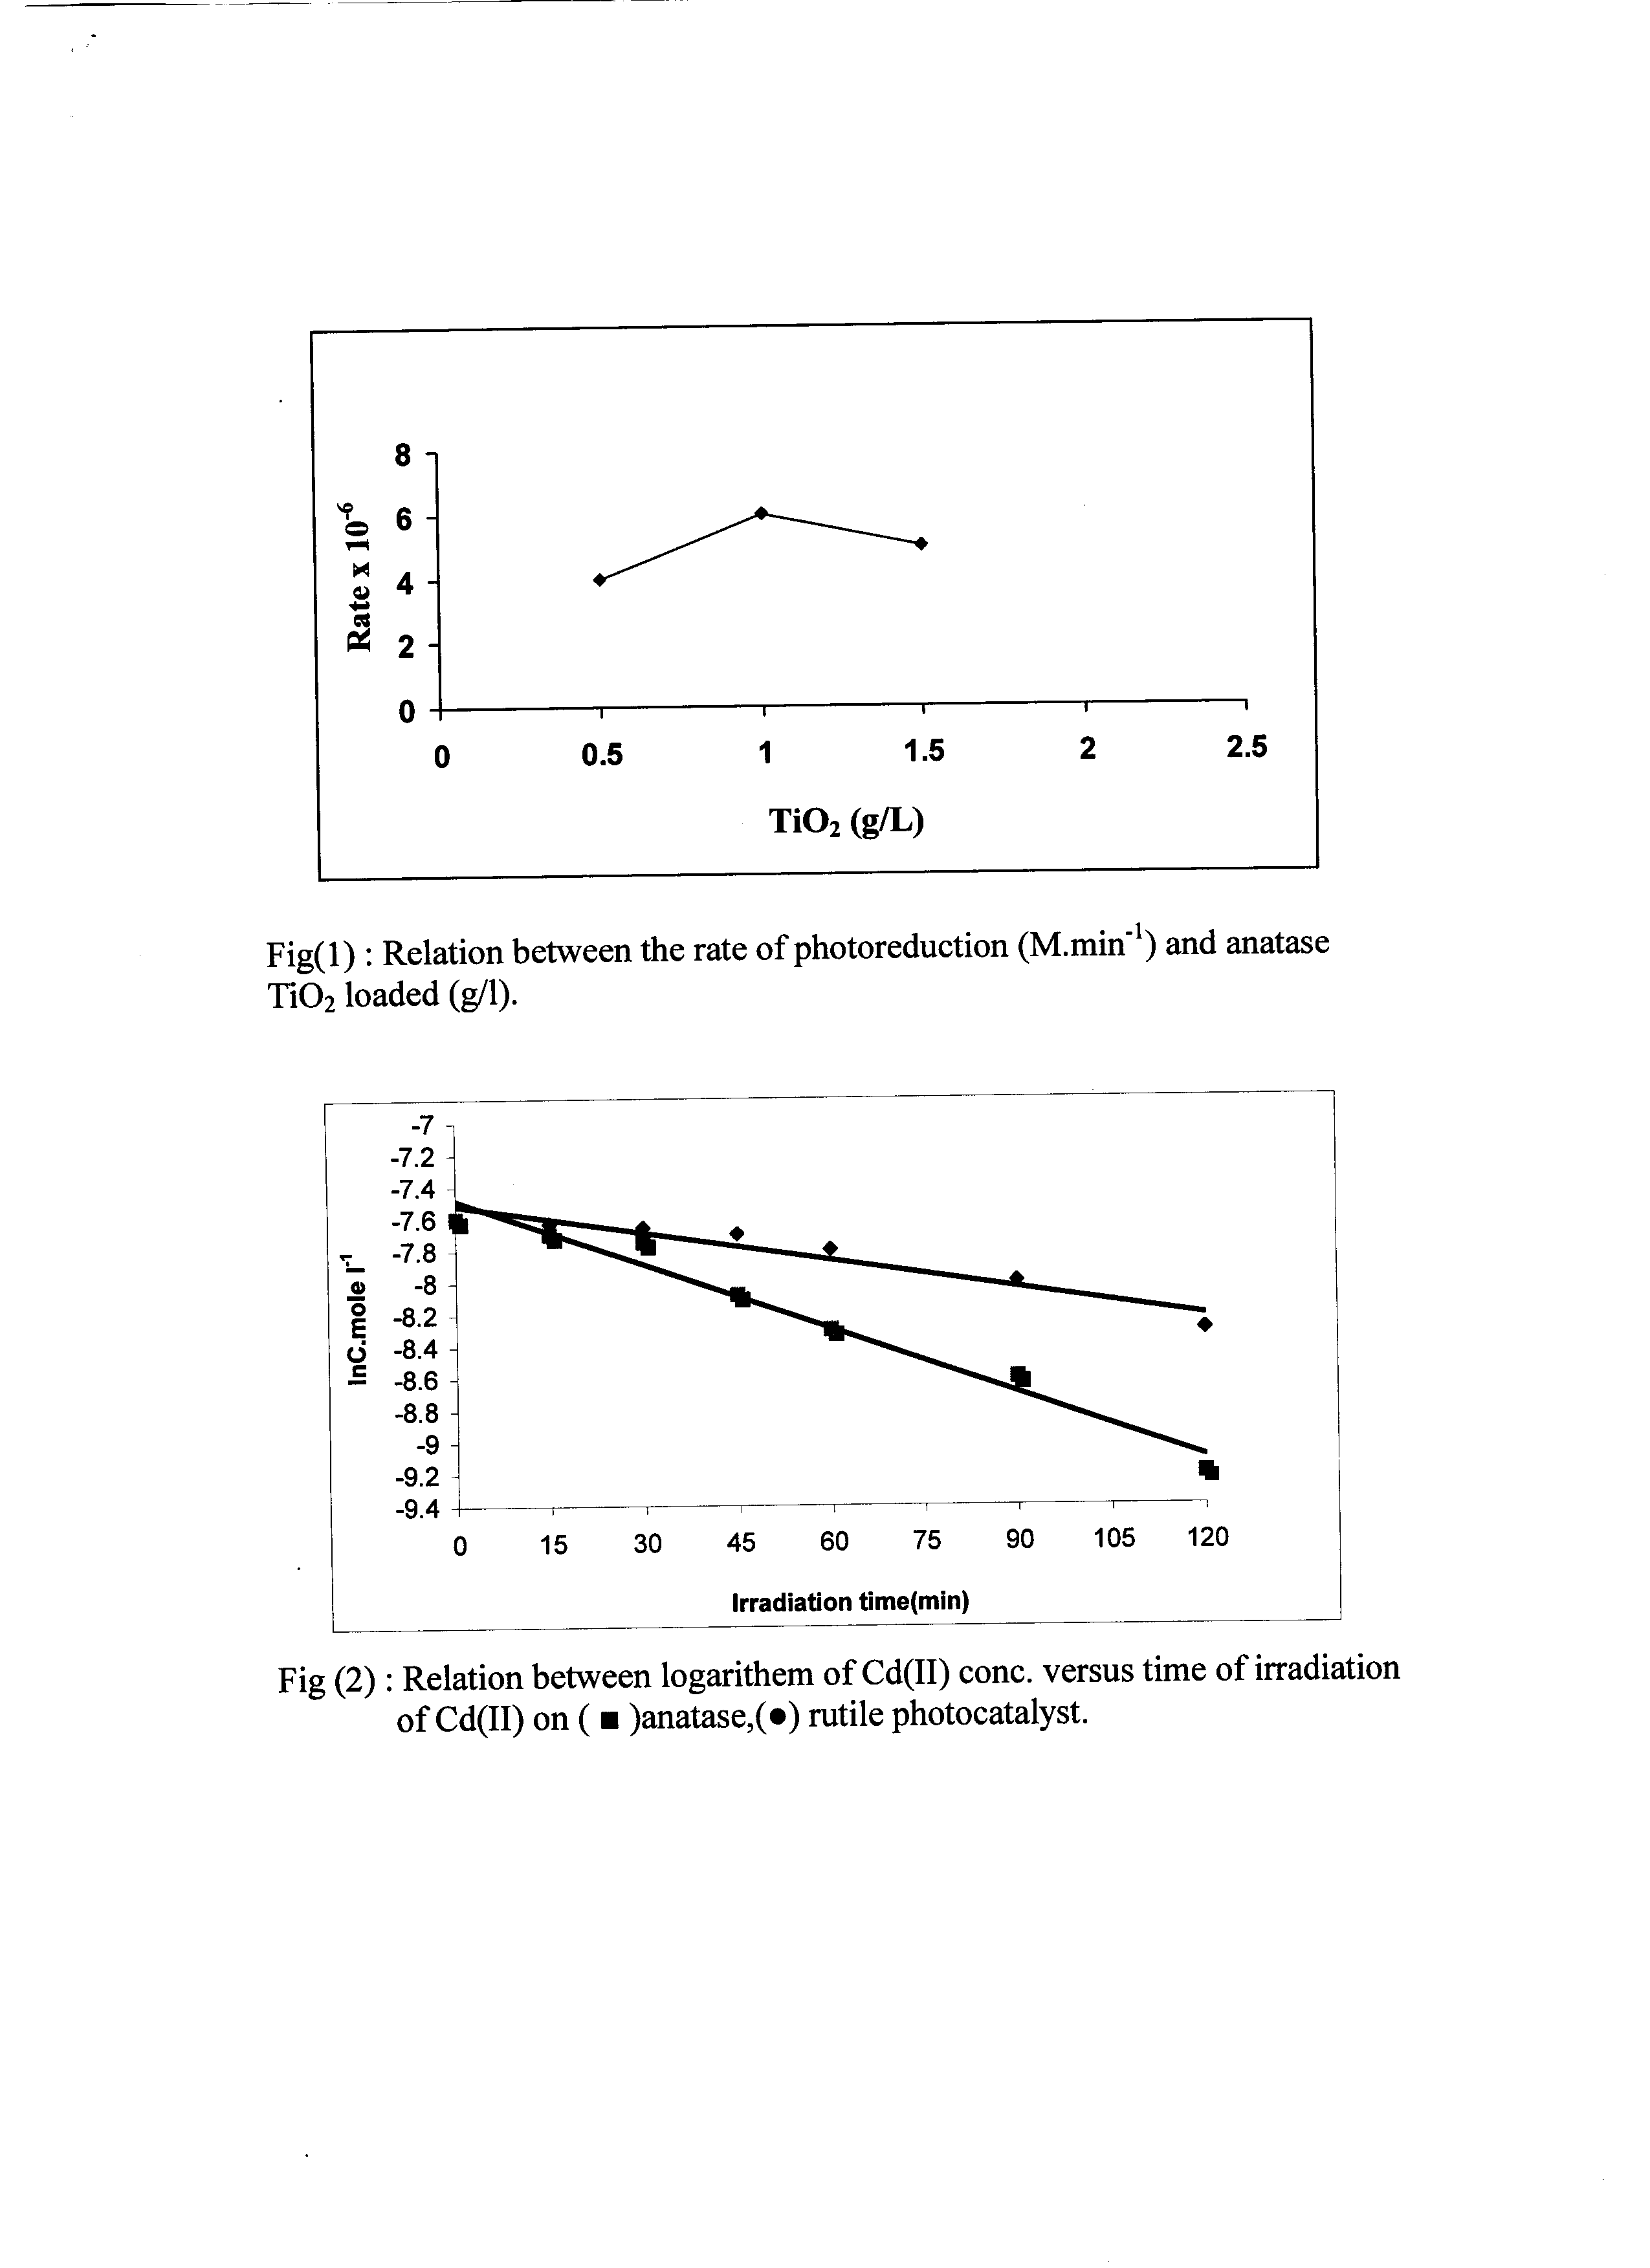 8
6
4
2
0
Rate x 10⁻⁶
0 0.5 1 1.5 2 2.5
TiO₂ (g/L)
Fig(1) : Relation between the rate of photoreduction (M.min⁻¹) and anatase
TiO₂ loaded (g/l).
-7
-7.2
-7.4
-7.6
-7.8
-8
-8.2
-8.4
-8.6
-8.8
-9
-9.2
-9.4
lnC.mole l⁻¹
0 15 30 45 60 75 90 105 120
Irradiation time(min)
Fig (2) : Relation between logarithem of Cd(II) conc. versus time of irradiation
of Cd(II) on ( ■ )anatase,(●) rutile photocatalyst.